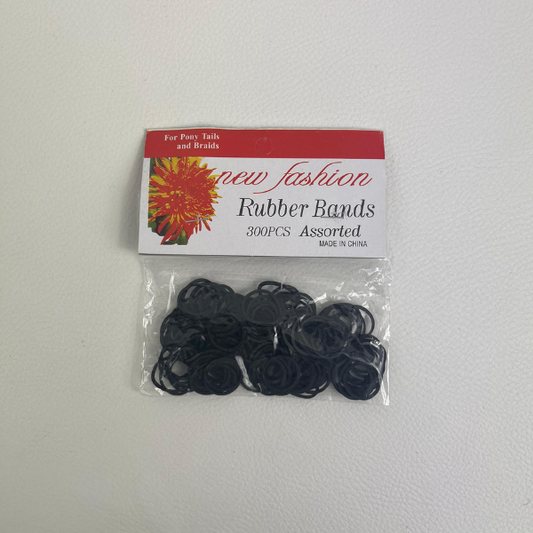 For Pony Tails
and Braids
new fashion
Rubber Bands
300PCS Assorted
MADE IN CHINA